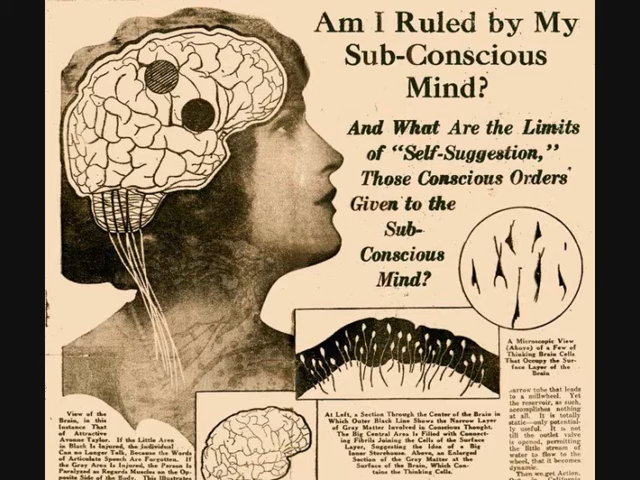 Am I Ruled by My
Sub-Conscious
Mind?
And What Are the Limits
of “Self-Suggestion,”
Those Conscious Orders
Given to the
Sub-
Conscious
Mind?
A Microscopic View
(Above) of a Few of
Thinking Brain Cells
That Occupy the Sur-
face Layer of the
Brain
View of the
Brain, in this
Instance That
of Attractive
Avonne Taylor. If the Little Area
in Black Is Injured, the Individual
Can no Longer Talk, Because the Words
of Articulate Speech Are Forgotten. If
the Gray Area Is Injured, the Person Is
Paralyzed as Regards Muscles on the Op-
posite Side of the Body. This Illustrates
At Left, a Section Through the Center of the Brain in
Which Outer Black Line Shows the Narrow Layer
of Gray Matter Involved in Conscious Thought.
The Big Central Area Is Filled with Connect-
ing Fibrils Joining the Cells of the Surface
Layer, Suggesting the Idea of a Big
Inner Storehouse. Above, an Enlarged
Section of the Gray Matter at the
Surface of the Brain, Which Con-
tains the Thinking Cells.
narrow tube that leads
to a millwheel. Yet
the reservoir, as such,
accomplishes nothing
at all. It is totally
static—only potential-
ly useful. It is not
till the outlet valve
is opened, permitting
the little stream of
water to flow to the
wheel, that it becomes
dynamic.
Then we get Action.
in California